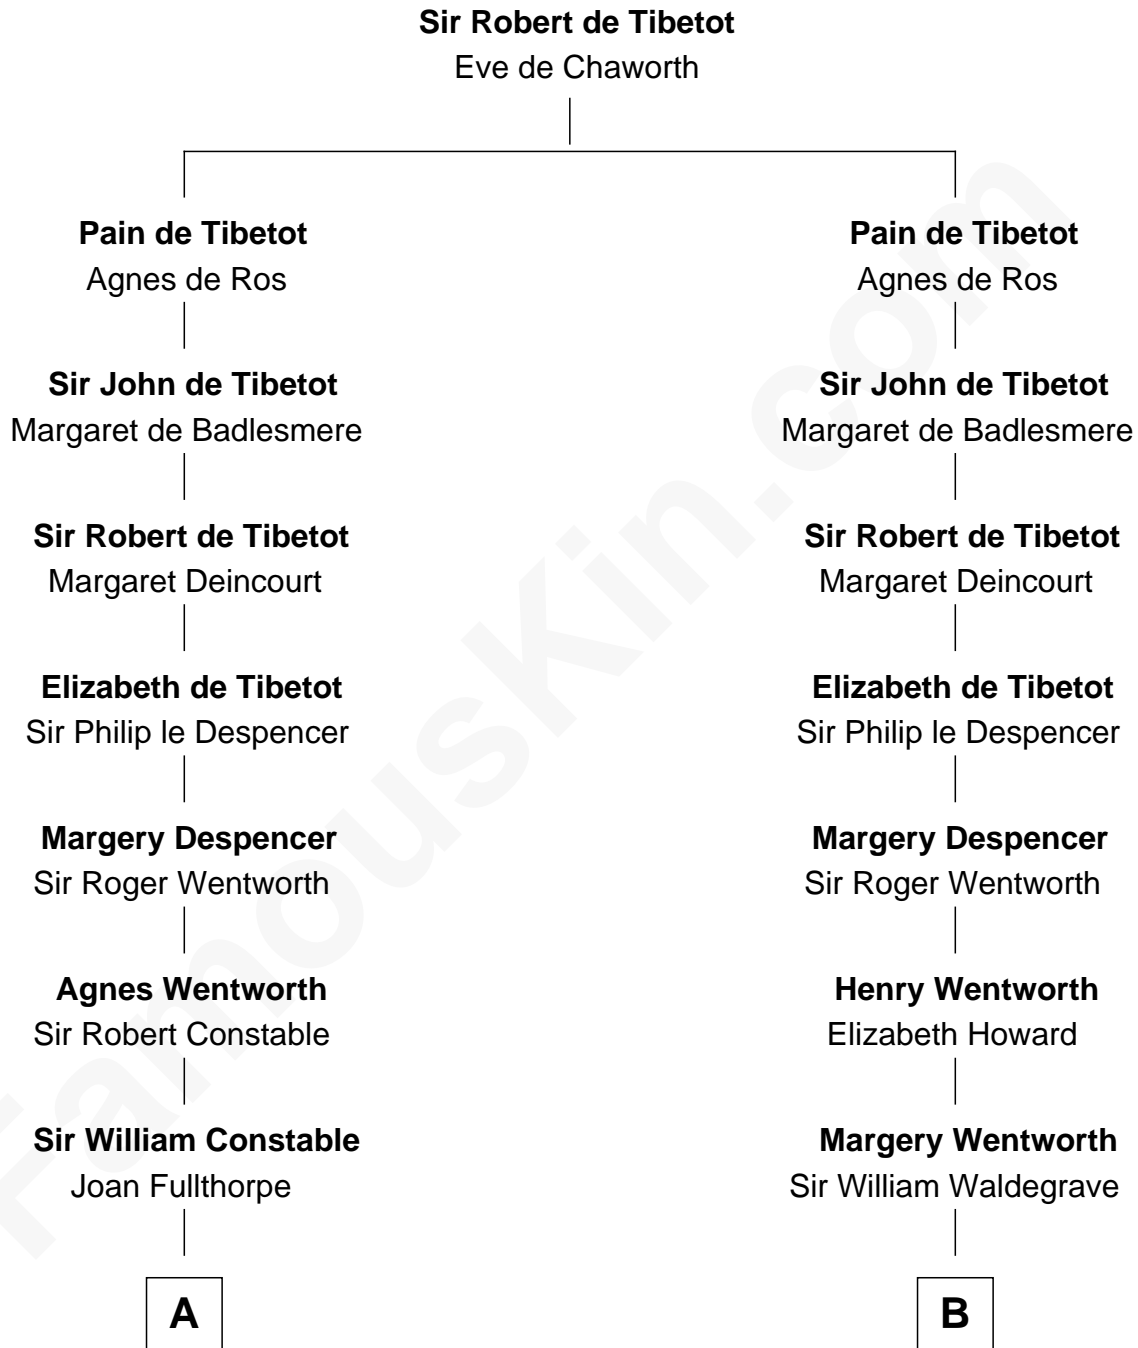 Sir Robert de Tibetot
Eve de Chaworth
Pain de Tibetot
Agnes de Ros
Sir John de Tibetot
Margaret de Badlesmere
Sir Robert de Tibetot
Margaret Deincourt
Elizabeth de Tibetot
Sir Philip le Despencer
Margery Despencer
Sir Roger Wentworth
Agnes Wentworth
Sir Robert Constable
Sir William Constable
Joan Fullthorpe
A
Pain de Tibetot
Agnes de Ros
Sir John de Tibetot
Margaret de Badlesmere
Sir Robert de Tibetot
Margaret Deincourt
Elizabeth de Tibetot
Sir Philip le Despencer
Margery Despencer
Sir Roger Wentworth
Henry Wentworth
Elizabeth Howard
Margery Wentworth
Sir William Waldegrave
B
FamousKin.com